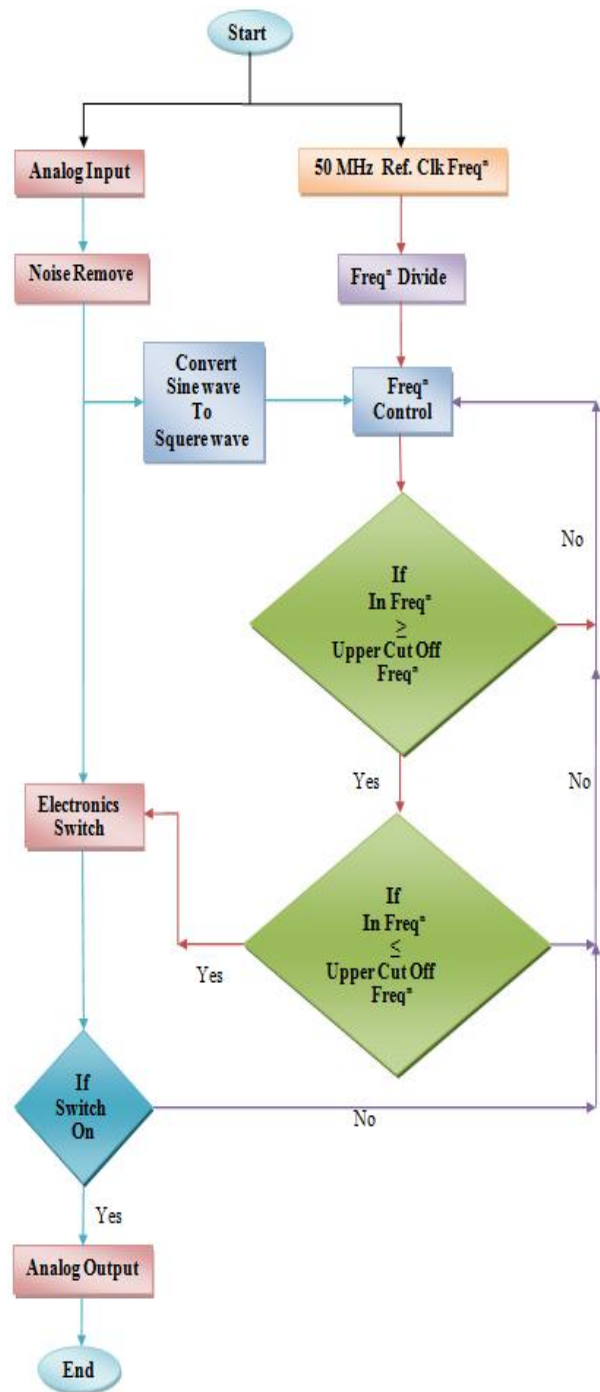 Start
Analog Input
50 MHz Ref. Clk Freqⁿ
Noise Remove
Freqⁿ Divide
Convert
Sine wave
To
Squere wave
Freqⁿ
Control
No
If
In Freqⁿ
≥
Upper Cut Off
Freqⁿ
Yes
No
Electronics
Switch
If
In Freqⁿ
≤
Upper Cut Off
Freqⁿ
Yes
If
Switch
On
No
Yes
Analog Output
End